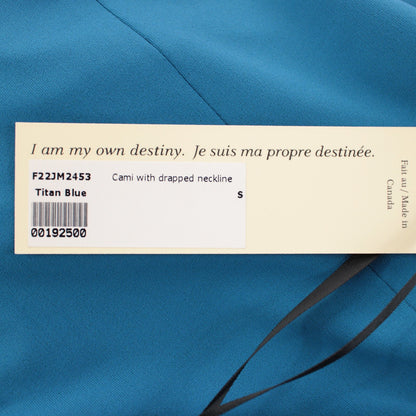 I am my own destiny. Je suis ma propre destinée.
F22JM2453 Cami with drapped neckline
Titan Blue S
00192500
Fait au / Made in
Canada